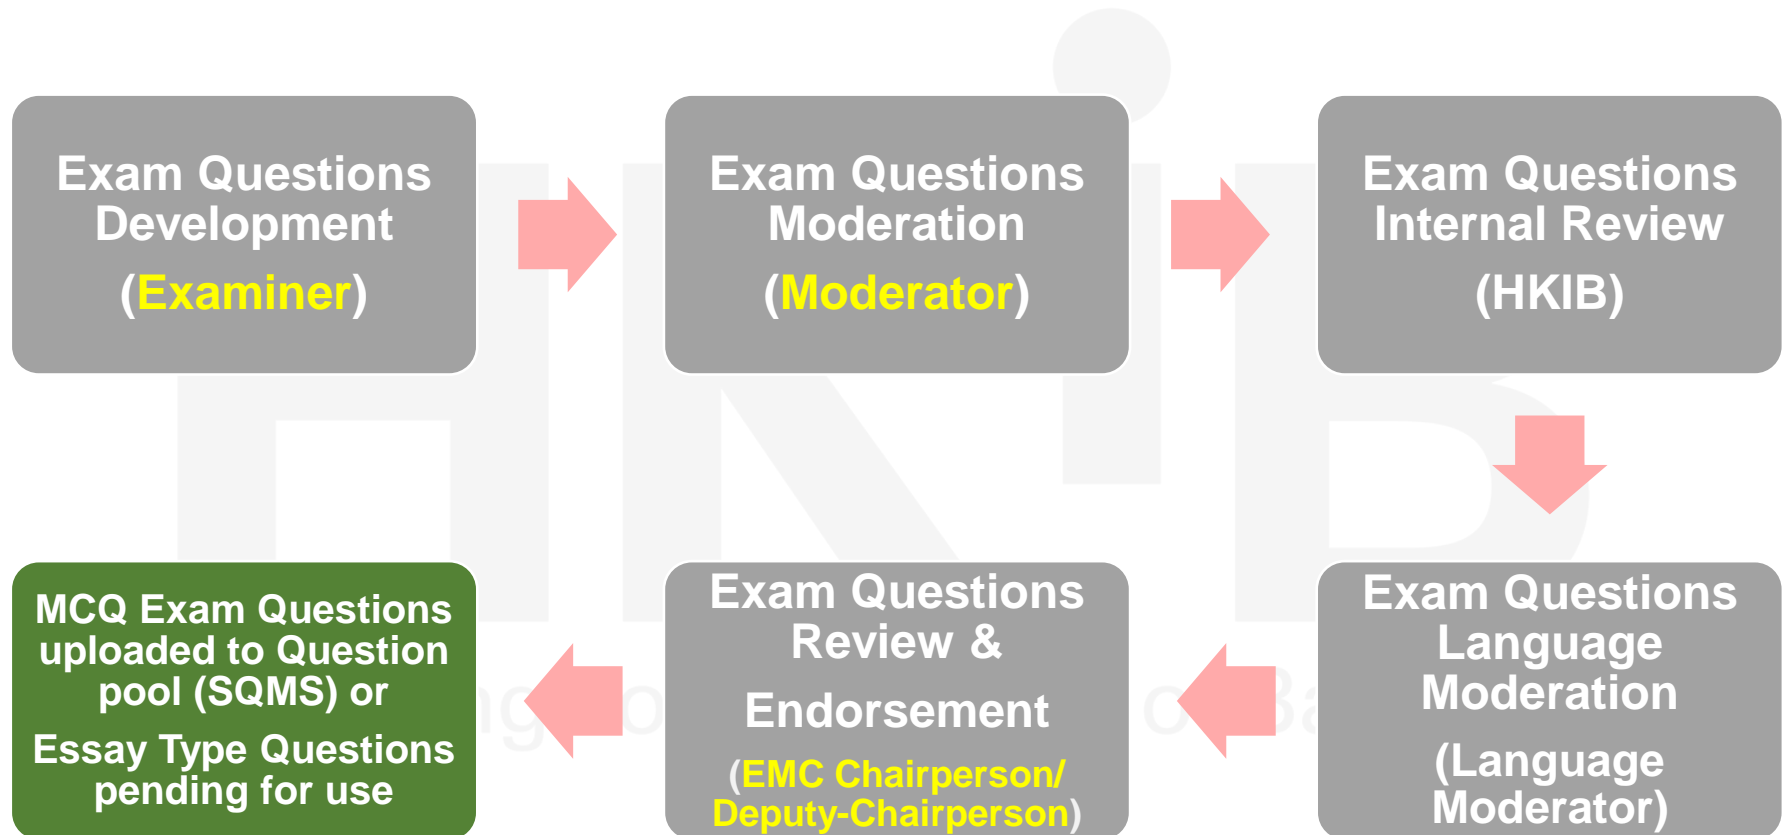 Exam Questions
Development
(Examiner)
Exam Questions
Moderation
(Moderator)
Exam Questions
Internal Review
(HKIB)
Exam Questions
Language
Moderation
(Language
Moderator)
Exam Questions
Review &
Endorsement
(EMC Chairperson/
Deputy-Chairperson)
MCQ Exam Questions
uploaded to Question
pool (SQMS) or
Essay Type Questions
pending for use